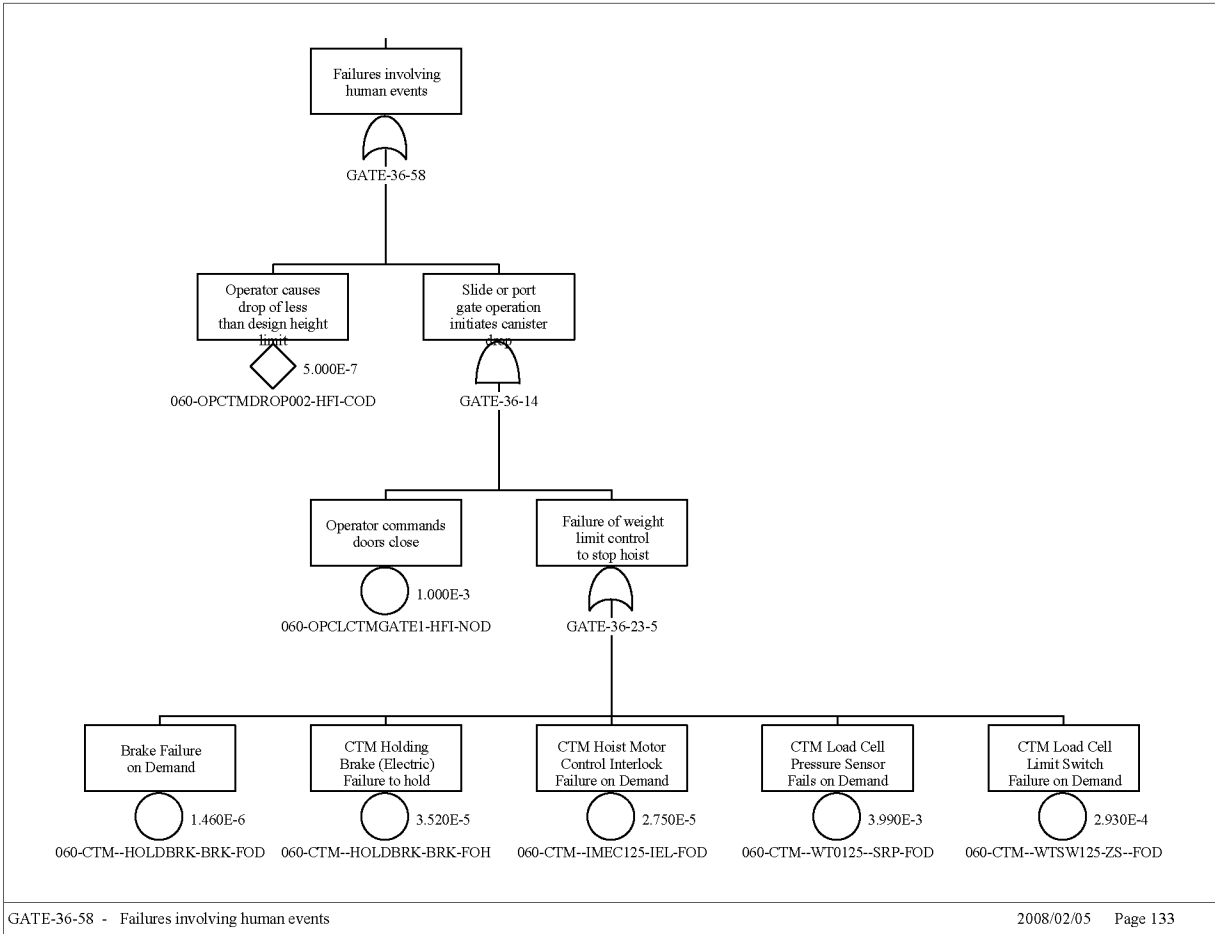 Failures involving
human events
GATE-36-58
Operator causes
drop of less
than design height
limit
5.000E-7
060-OPCTMDROP002-HFI-COD
Slide or port
gate operation
initiates canister
drop
GATE-36-14
Operator commands
doors close
1.000E-3
060-OPCLCTMGATE1-HFI-NOD
Failure of weight
limit control
to stop hoist
GATE-36-23-5
Brake Failure
on Demand
1.460E-6
060-CTM--HOLDBRK-BRK-FOD
CTM Holding
Brake (Electric)
Failure to hold
3.520E-5
060-CTM--HOLDBRK-BRK-FOH
CTM Hoist Motor
Control Interlock
Failure on Demand
2.750E-5
060-CTM--IMEC125-IEL-FOD
CTM Load Cell
Pressure Sensor
Fails on Demand
3.990E-3
060-CTM--WT0125--SRP-FOD
CTM Load Cell
Limit Switch
Failure on Demand
2.930E-4
060-CTM--WTSW125-ZS--FOD
GATE-36-58 - Failures involving human events
2008/02/05 Page 133